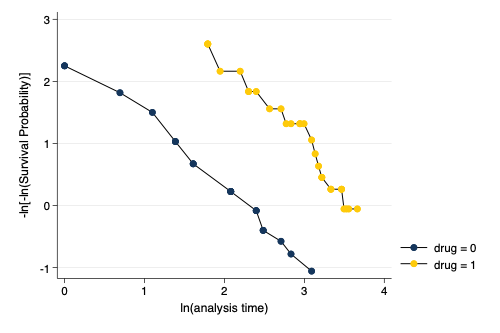 3
2
1
0
-1
-ln[-ln(Survival Probability)]
0
1
2
3
4
ln(analysis time)
drug = 0
drug = 1